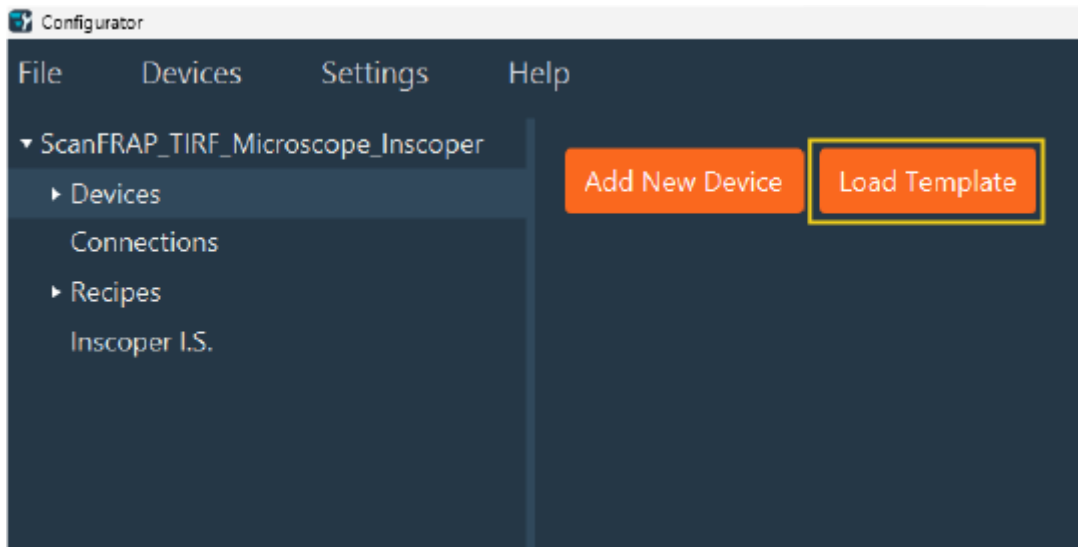 Configurator
File Devices Settings Help
ScanFRAP_TIRF_Microscope_Inscoper
Devices
Connections
Recipes
Inscoper I.S.
Add New Device Load Template